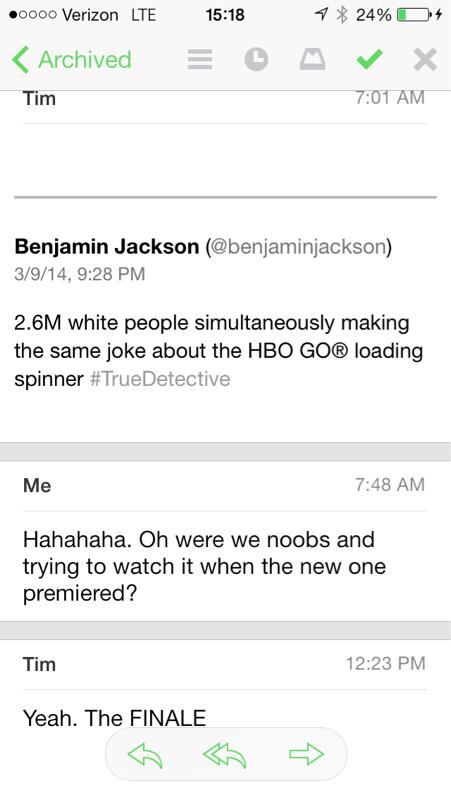 Verizon LTE 15:18 24%
Archived
Tim 7:01 AM
Benjamin Jackson (@benjaminjackson)
3/9/14, 9:28 PM
2.6M white people simultaneously making
the same joke about the HBO GO® loading
spinner #TrueDetective
Me 7:48 AM
Hahahaha. Oh were we noobs and
trying to watch it when the new one
premiered?
Tim 12:23 PM
Yeah. The FINALE